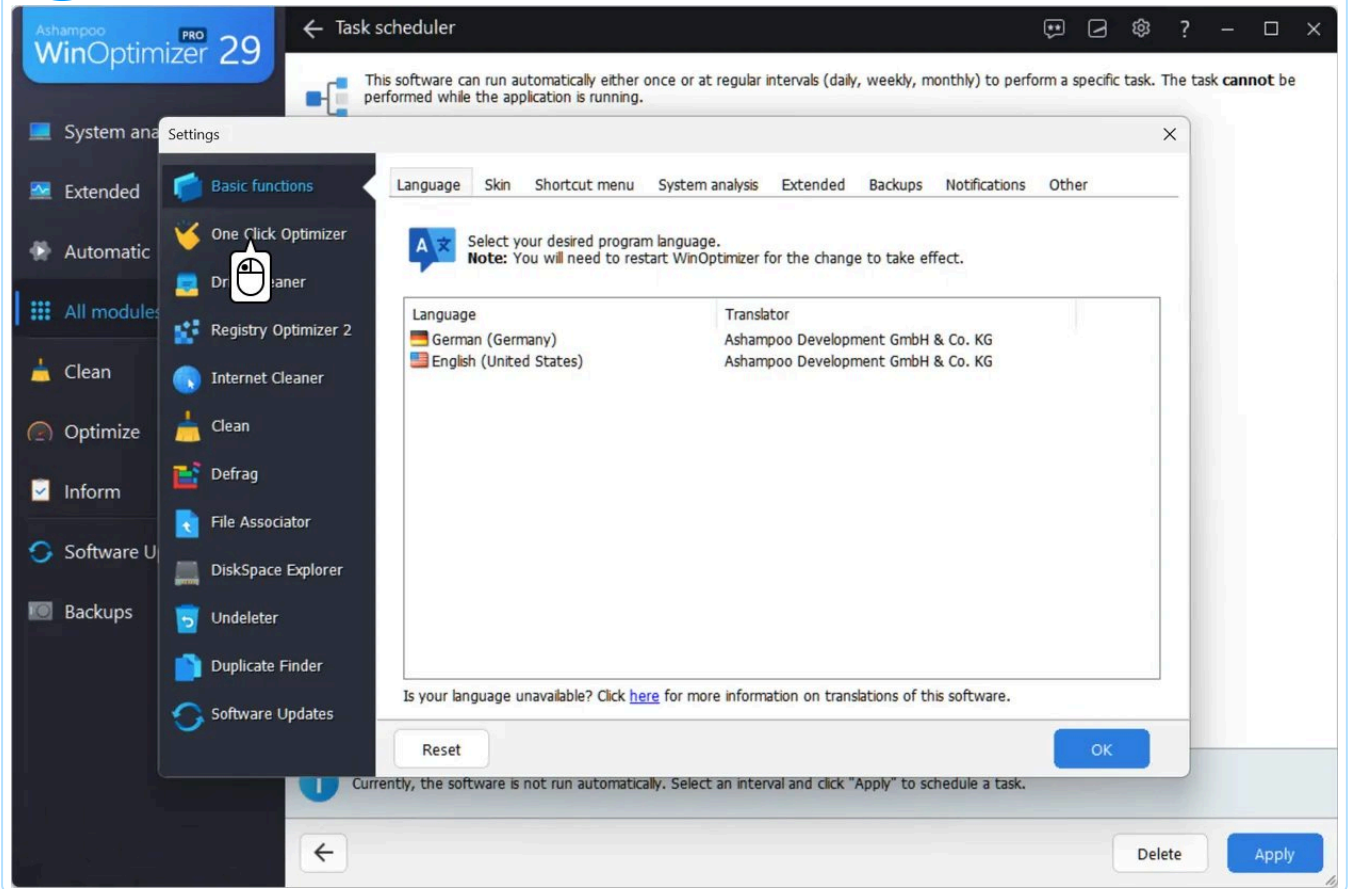 Ashampoo
WinOptimizer PRO 29
Task scheduler
?
This software can run automatically either once or at regular intervals (daily, weekly, monthly) to perform a specific task. The task cannot be
performed while the application is running.
System ana
Extended
Automatic
All modules
Clean
Optimize
Inform
Software U
Backups
Settings
Basic functions
One Click Optimizer
Dr aner
Registry Optimizer 2
Internet Cleaner
Clean
Defrag
File Associator
DiskSpace Explorer
Undeleter
Duplicate Finder
Software Updates
Language Skin Shortcut menu System analysis Extended Backups Notifications Other
A 文
Select your desired program language.
Note: You will need to restart WinOptimizer for the change to take effect.
Language Translator
German (Germany) Ashampoo Development GmbH & Co. KG
English (United States) Ashampoo Development GmbH & Co. KG
Is your language unavailable? Click here for more information on translations of this software.
Reset OK
Currently, the software is not run automatically. Select an interval and click "Apply" to schedule a task.
Delete Apply